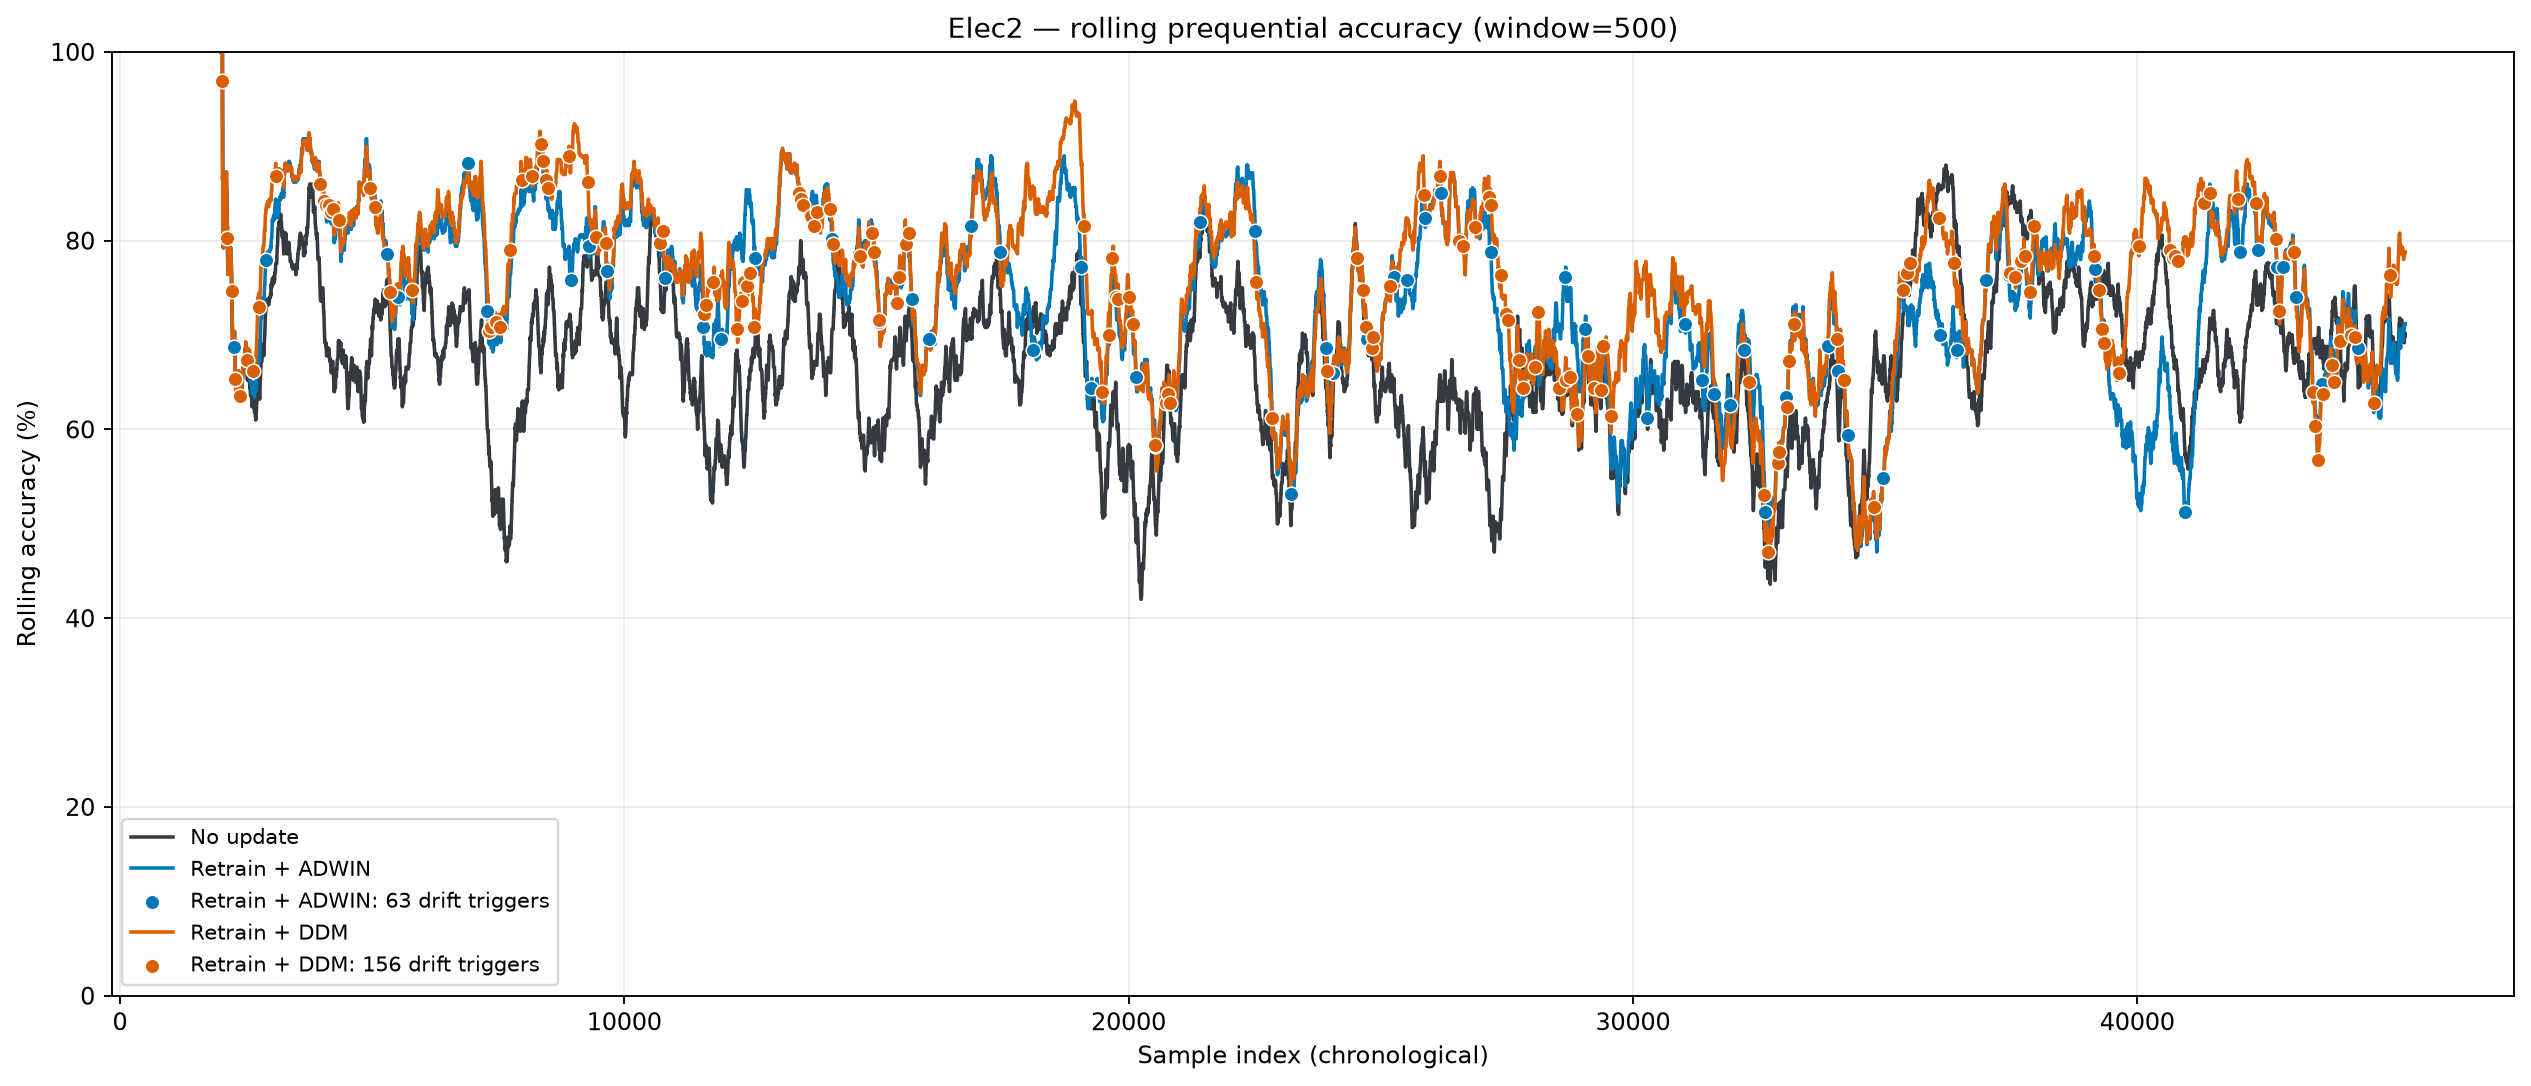 Elec2 — rolling prequential accuracy (window=500)
100
80
60
40
20
0
Rolling accuracy (%)
No update
Retrain + ADWIN
Retrain + ADWIN: 63 drift triggers
Retrain + DDM
Retrain + DDM: 156 drift triggers
0 10000 20000 30000 40000
Sample index (chronological)